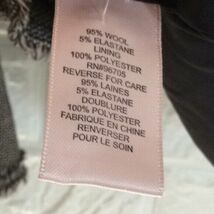 95% WOOL
5% ELASTANE
LINING
100% POLYESTER
RN#96705
REVERSE FOR CARE
95% LAINES
5% ELASTANE
DOUBLURE
100% POLYESTER
FABRIQUE EN CHINE
RENVERSER
POUR LE SOIN